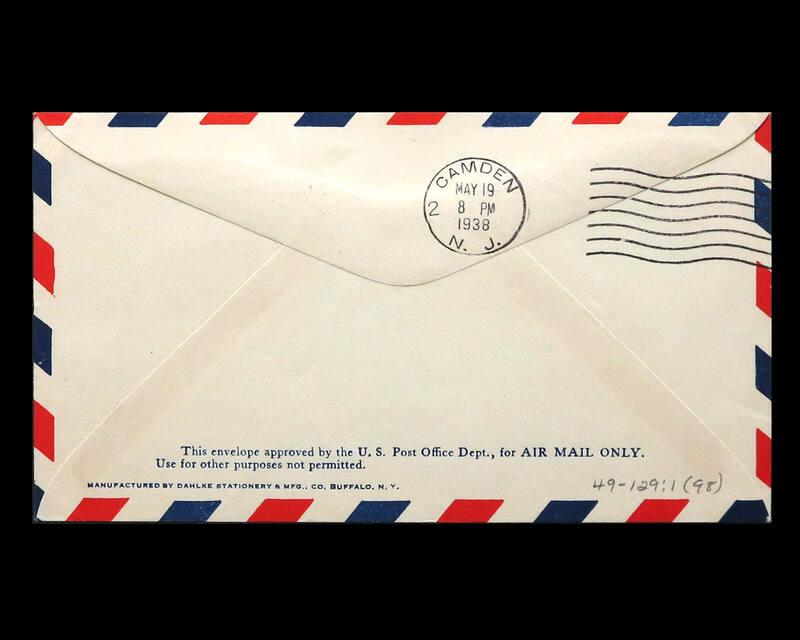 CAMDEN
MAY 19
2 8 PM
1938
N. J.
This envelope approved by the U. S. Post Office Dept., for AIR MAIL ONLY.
Use for other purposes not permitted.
MANUFACTURED BY DAHLKE STATIONERY & MFG., CO. BUFFALO, N. Y.
49-129:1 (98)